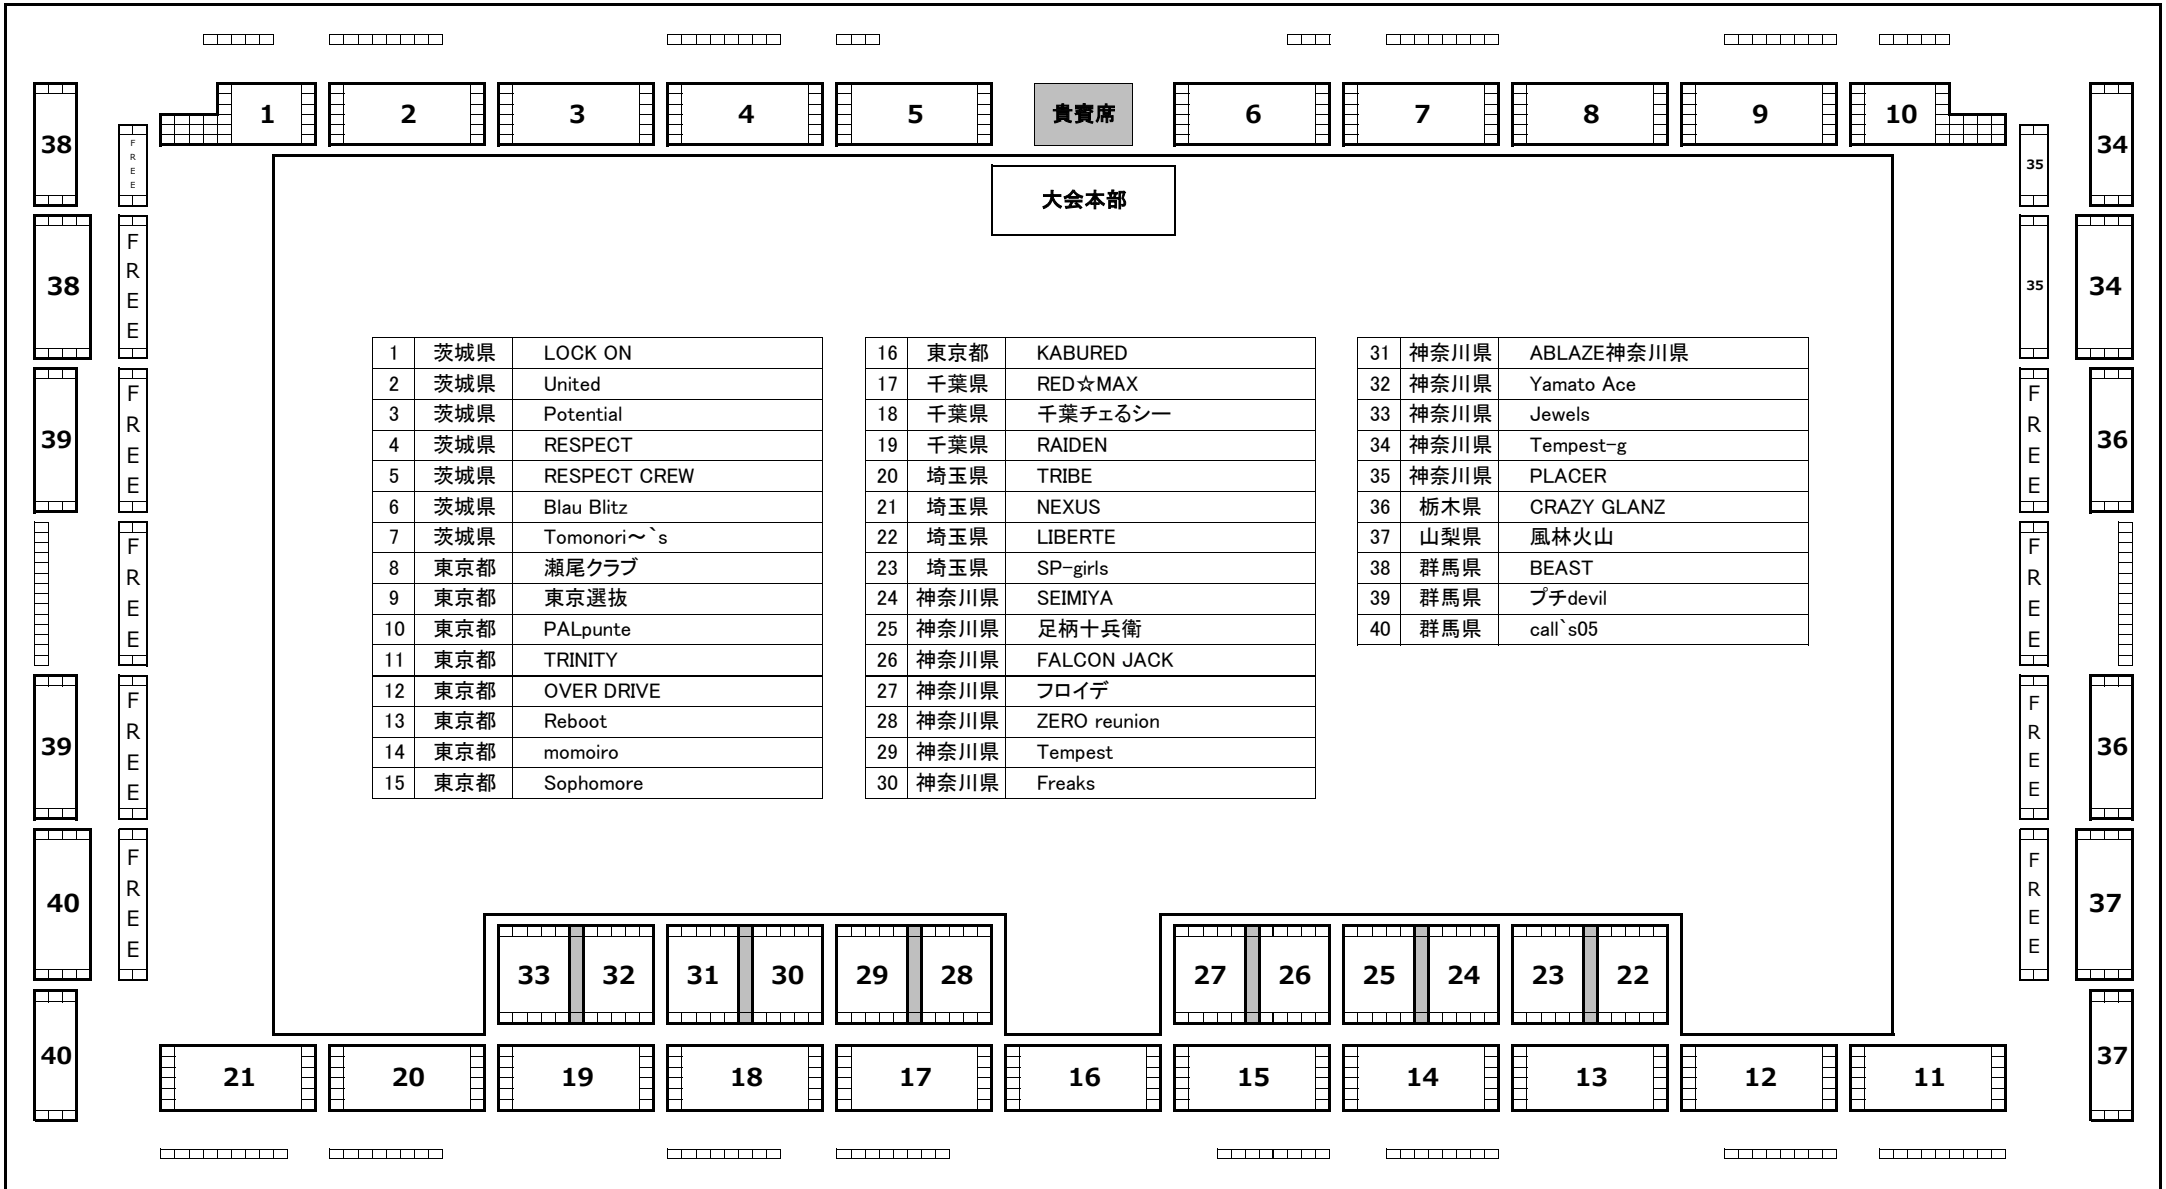 1 2 3 4 5 貴賓席 6 7 8 9 10
38 FREE 35 34
大会本部
38 FREE 35 34
39 FREE FREE 36
FREE FREE
39 FREE FREE 36
40 FREE FREE 37
40 37
1 茨城県 LOCK ON
2 茨城県 United
3 茨城県 Potential
4 茨城県 RESPECT
5 茨城県 RESPECT CREW
6 茨城県 Blau Blitz
7 茨城県 Tomonori～`s
8 東京都 瀬尾クラブ
9 東京都 東京選抜
10 東京都 PALpunte
11 東京都 TRINITY
12 東京都 OVER DRIVE
13 東京都 Reboot
14 東京都 momoiro
15 東京都 Sophomore
16 東京都 KABURED
17 千葉県 RED☆MAX
18 千葉県 千葉チェるシー
19 千葉県 RAIDEN
20 埼玉県 TRIBE
21 埼玉県 NEXUS
22 埼玉県 LIBERTE
23 埼玉県 SP-girls
24 神奈川県 SEIMIYA
25 神奈川県 足柄十兵衛
26 神奈川県 FALCON JACK
27 神奈川県 フロイデ
28 神奈川県 ZERO reunion
29 神奈川県 Tempest
30 神奈川県 Freaks
31 神奈川県 ABLAZE神奈川県
32 神奈川県 Yamato Ace
33 神奈川県 Jewels
34 神奈川県 Tempest-g
35 神奈川県 PLACER
36 栃木県 CRAZY GLANZ
37 山梨県 風林火山
38 群馬県 BEAST
39 群馬県 プチdevil
40 群馬県 call`s05
33 32 31 30 29 28 27 26 25 24 23 22
21 20 19 18 17 16 15 14 13 12 11